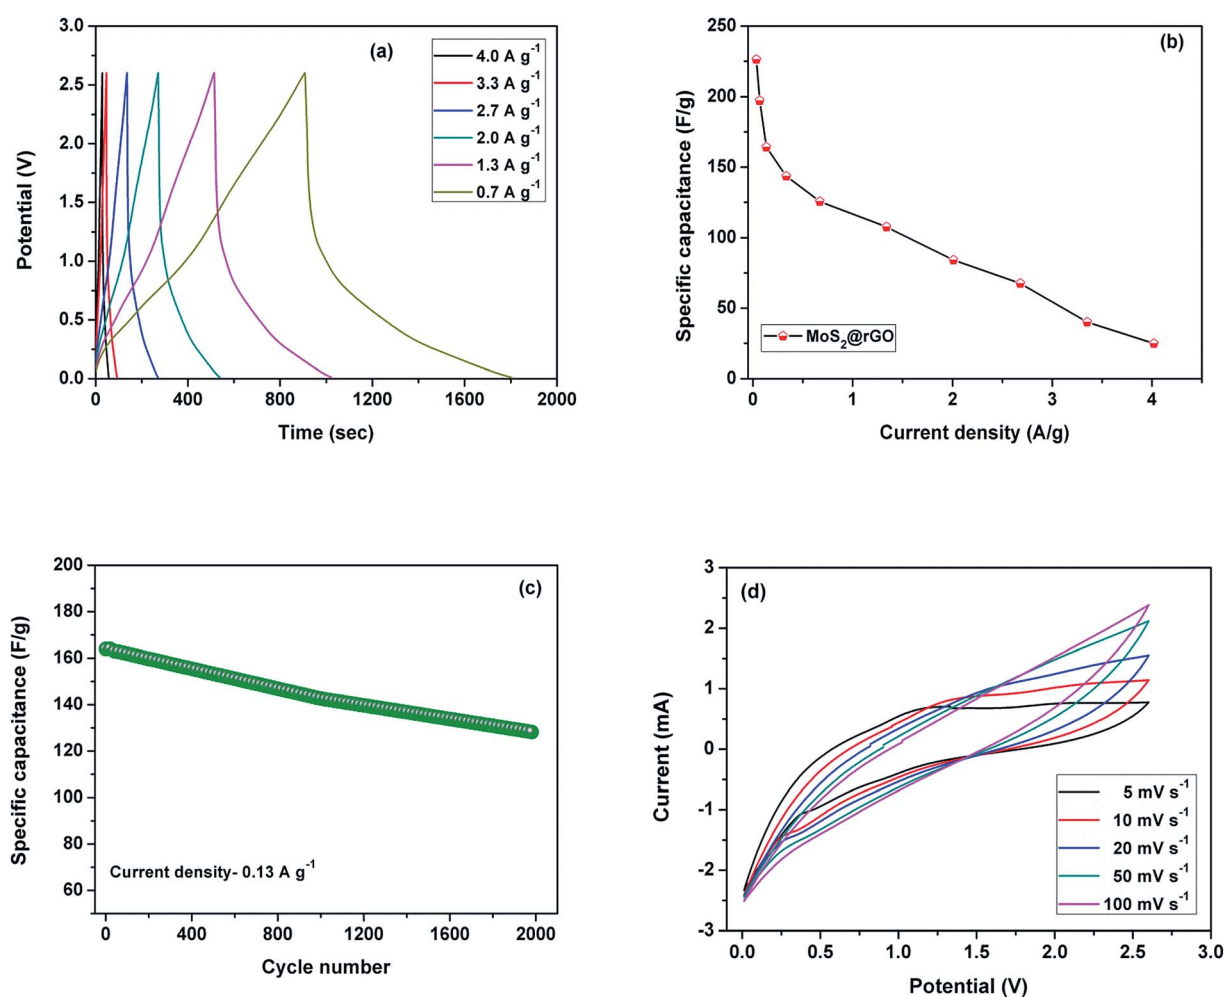 (a)
3.0
2.5
2.0
1.5
1.0
0.5
0.0
Potential (V)
4.0 A g⁻¹
3.3 A g⁻¹
2.7 A g⁻¹
2.0 A g⁻¹
1.3 A g⁻¹
0.7 A g⁻¹
0 400 800 1200 1600 2000
Time (sec)
(b)
250
200
150
100
50
0
Specific capacitance (F/g)
MoS₂@rGO
0 1 2 3 4
Current density (A/g)
(c)
200
180
160
140
120
100
80
60
Specific capacitance (F/g)
Current density- 0.13 A g⁻¹
0 400 800 1200 1600 2000
Cycle number
(d)
3
2
1
0
-1
-2
-3
Current (mA)
5 mV s⁻¹
10 mV s⁻¹
20 mV s⁻¹
50 mV s⁻¹
100 mV s⁻¹
0.0 0.5 1.0 1.5 2.0 2.5 3.0
Potential (V)